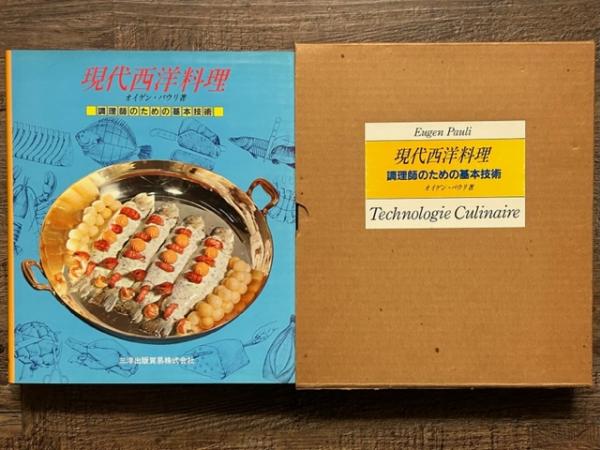 現代西洋料理
オイゲン・パウリ著
調理師のための基本技術
三洋出版貿易株式会社
Eugen Pauli
現代西洋料理
調理師のための基本技術
オイゲン・パウリ著
Technologie Culinaire